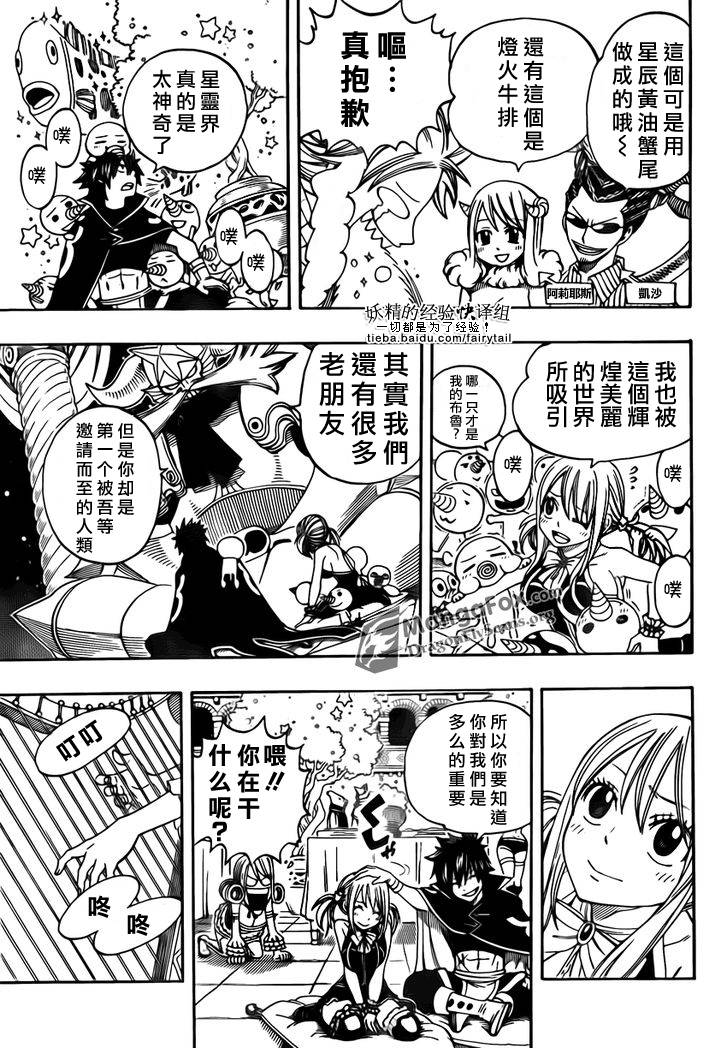 這個可是用
星辰黃油蟹尾
做成的哦～
還有這個是
燈火牛排
嘔…
真抱歉
阿莉耶斯
凱沙
星靈界
真的是
太神奇了
噗
噗
噗
噗
妖精的经验快译组
一切都是为了经验！
tieba.baidu.com/fairytail
我也被
這個輝
煌美麗
的世界
所吸引
哪一只才是
我的布魯？
噗
噗
噗
其實我們
還有很多
老朋友
但是你却是
第一个被吾等
邀請而至的人類
MangaFox.com
DragonFlyScans.org
所以你要知道
你對我們是
多么的重要
喂!!
你在干
什么呢？
叮叮
咚咚